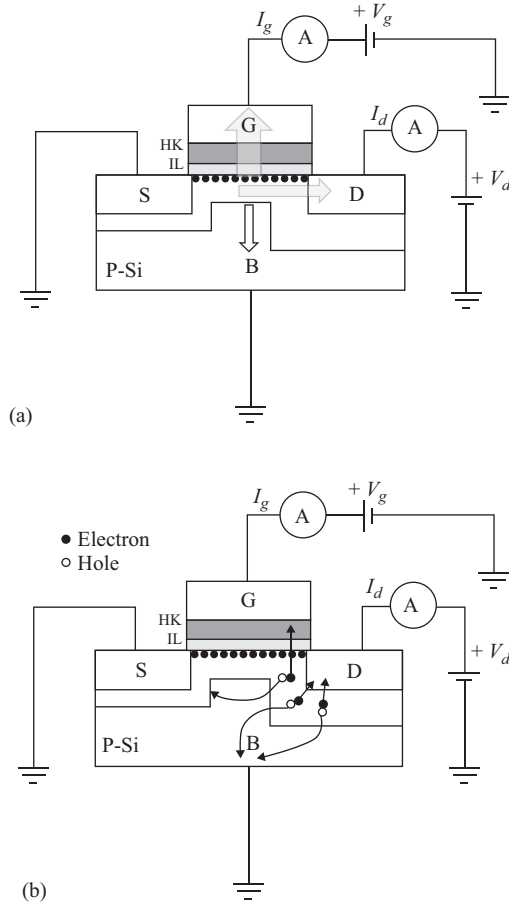 + V_g
I_g
A
G
I_d
A
HK
IL
+ V_d
S
D
B
P-Si
(a)
+ V_g
I_g
A
Electron
Hole
G
I_d
A
HK
IL
+ V_d
S
D
B
P-Si
(b)